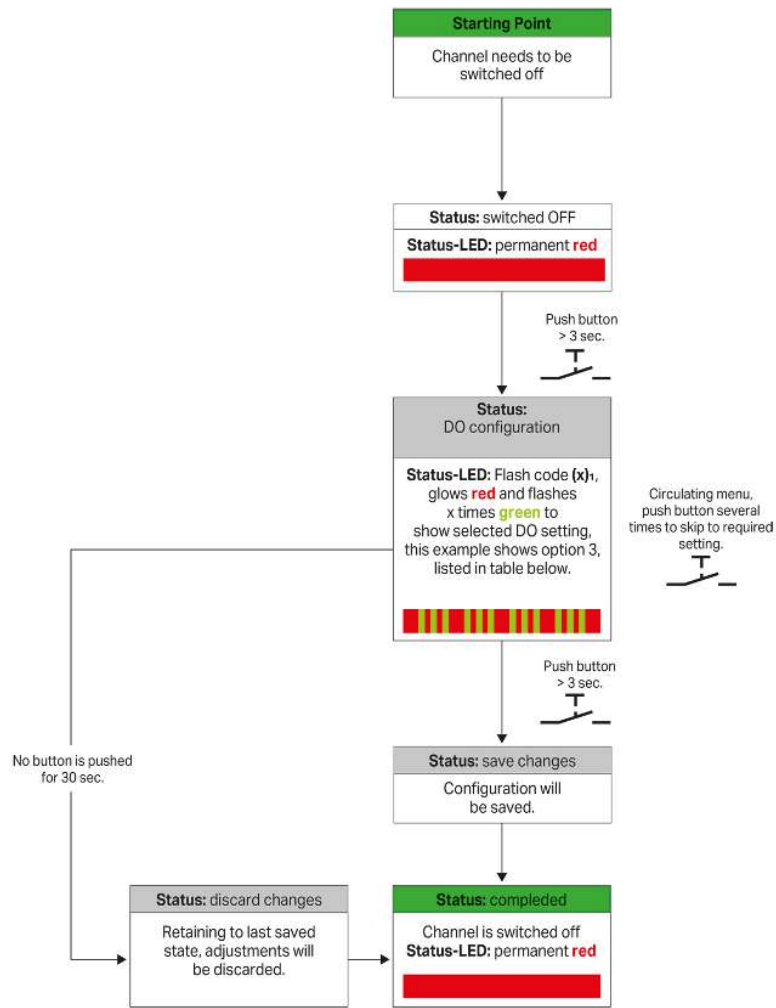 Starting Point
Channel needs to be
switched off
Status: switched OFF
Status-LED: permanent red
Push button
> 3 sec.
Status:
DO configuration
Status-LED: Flash code (x)₁,
glows red and flashes
x times green to
show selected DO setting,
this example shows option 3,
listed in table below.
Circulating menu,
push button several
times to skip to required
setting.
Push button
> 3 sec.
No button is pushed
for 30 sec.
Status: save changes
Configuration will
be saved.
Status: discard changes
Retaining to last saved
state, adjustments will
be discarded.
Status: compleded
Channel is switched off
Status-LED: permanent red